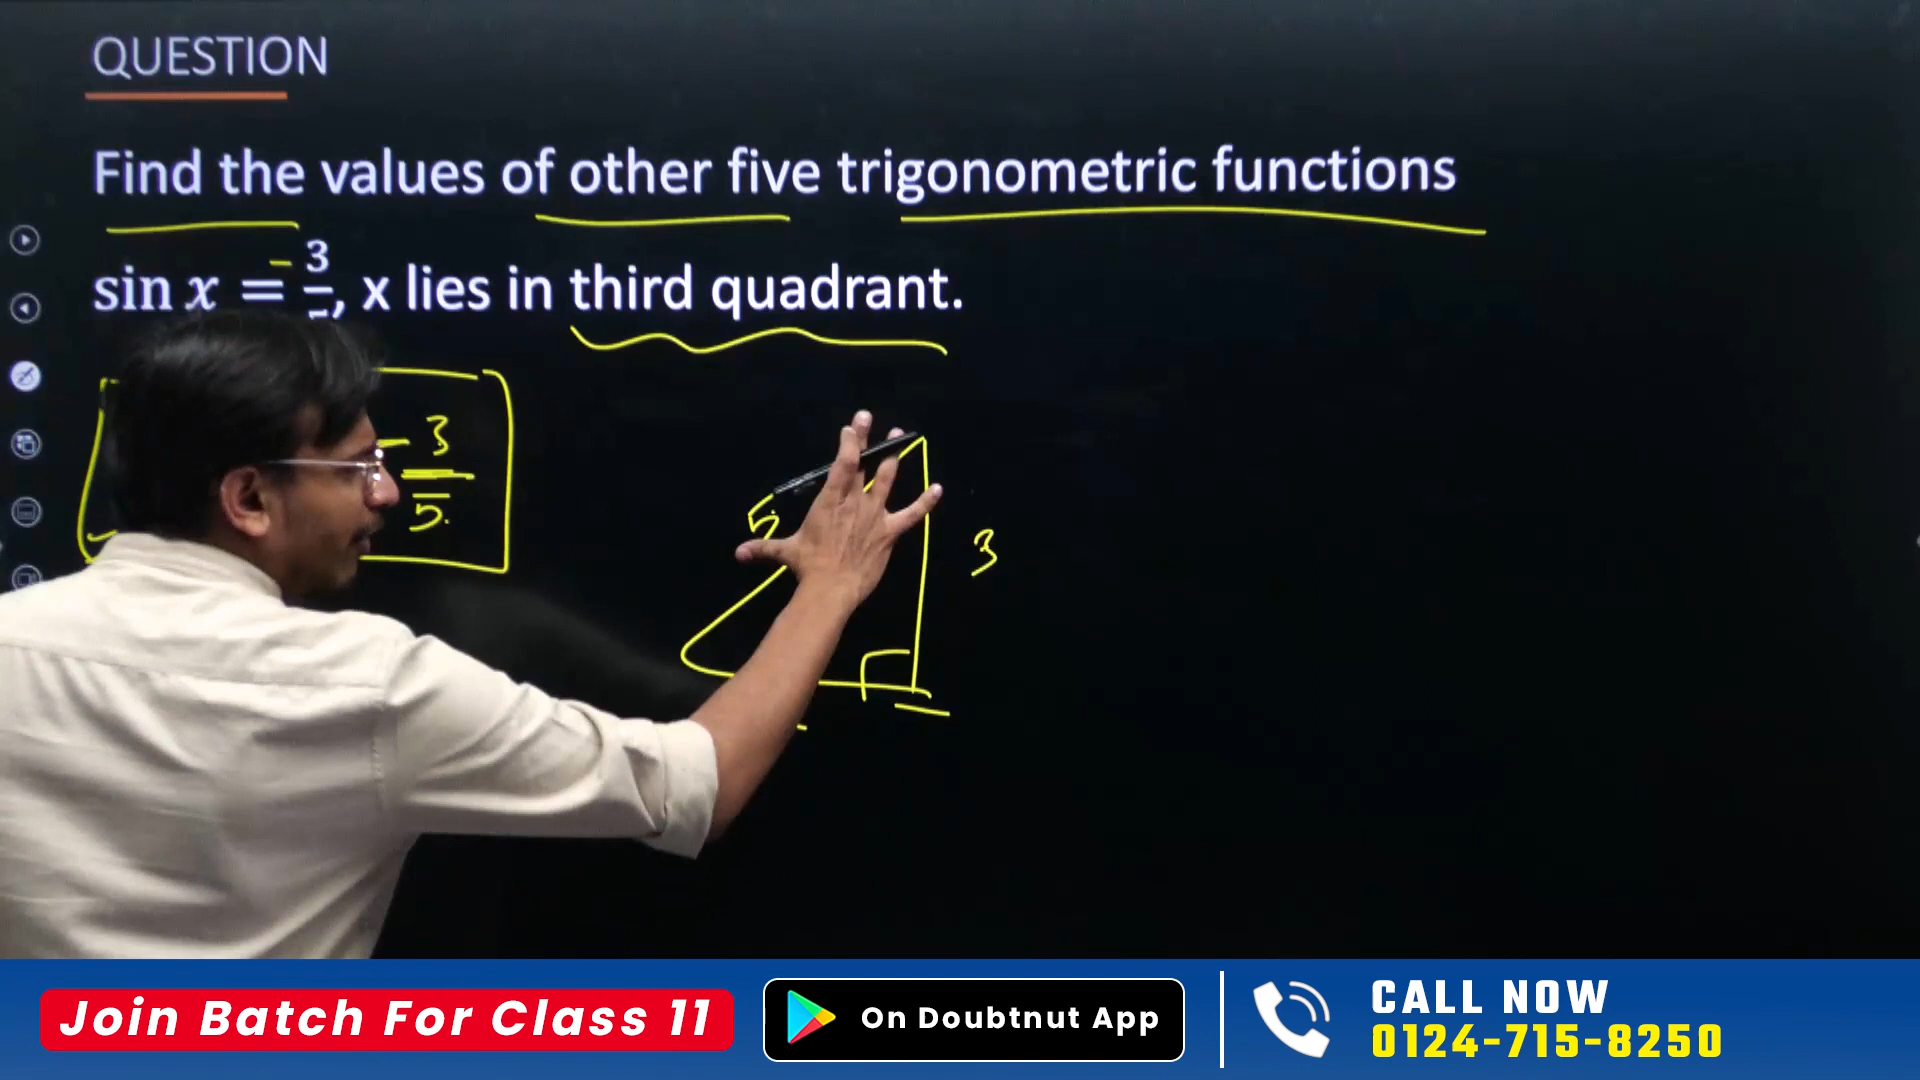 QUESTION
Find the values of other five trigonometric functions
sin x = - 3/5, x lies in third quadrant.
- 3
5.
5
3
Join Batch For Class 11
On Doubtnut App
CALL NOW
0124-715-8250